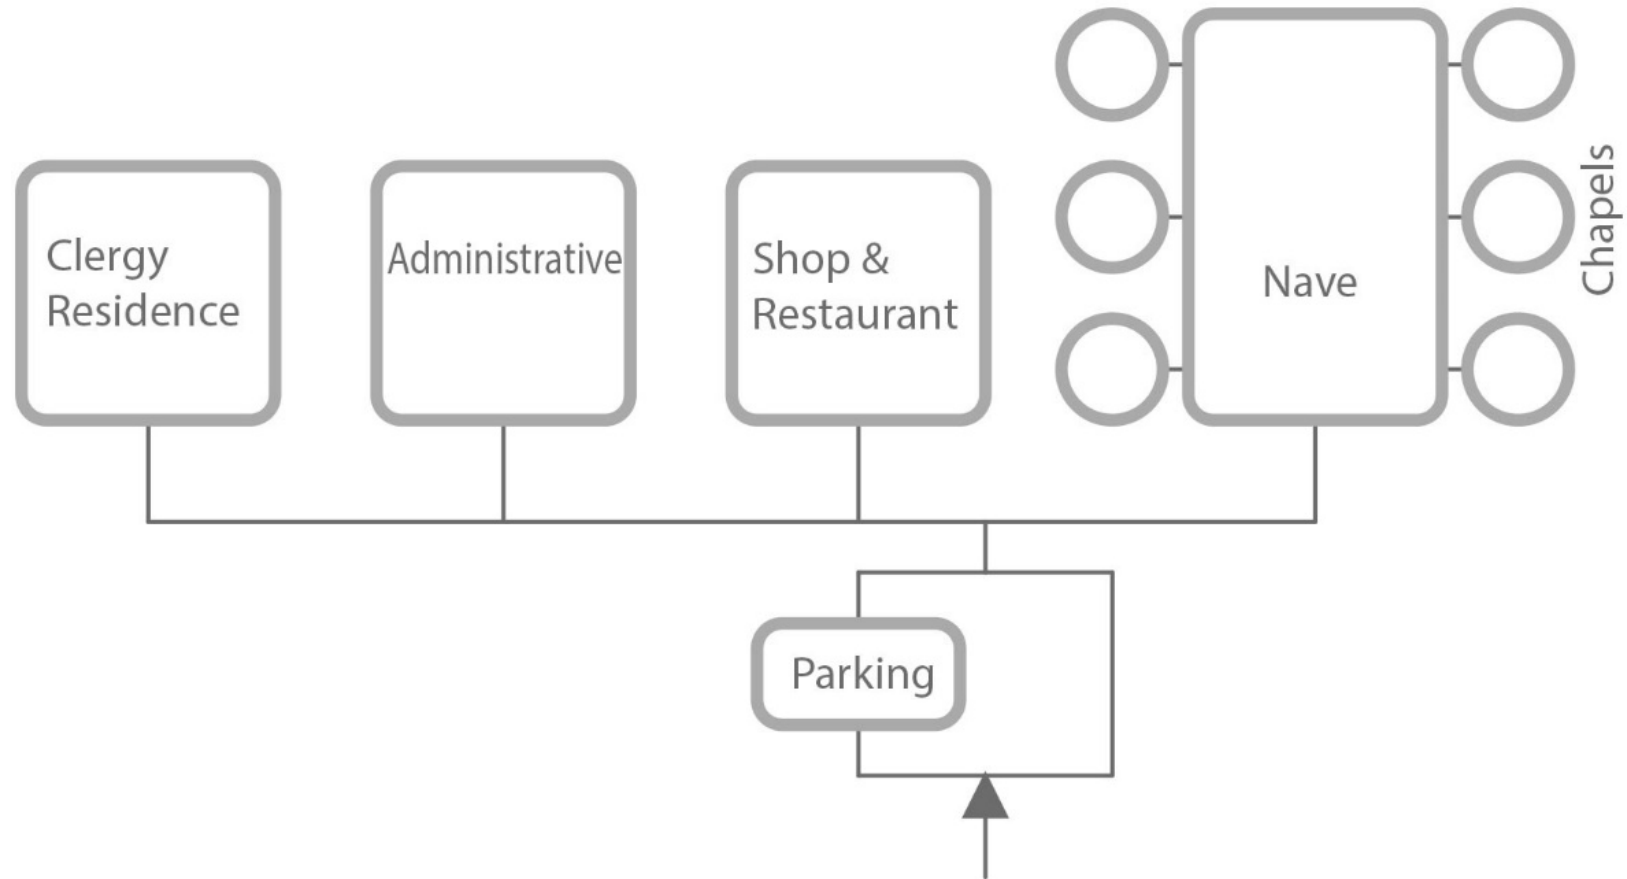 Clergy
Residence
Administrative
Shop &
Restaurant
Nave
Chapels
Parking